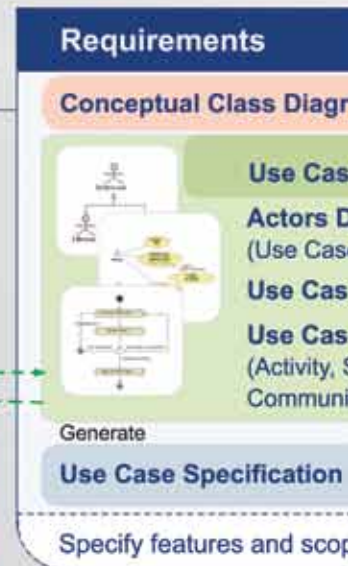 Requirements
Conceptual Class Diagr
Use Cas
Actors D
(Use Cas
Use Cas
Use Cas
(Activity, S
Communi
Generate
Use Case Specification
Specify features and scop